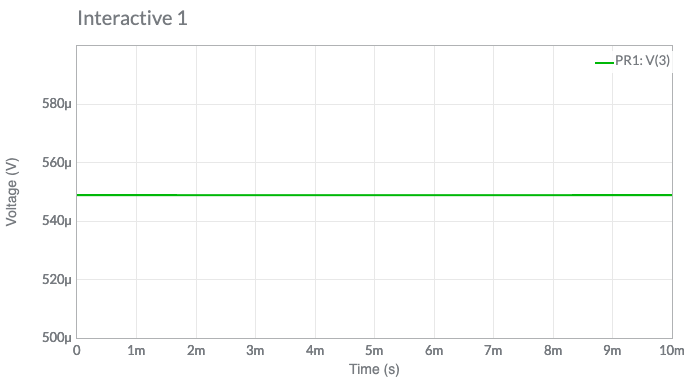 Interactive 1
PR1: V(3)
580µ
560µ
540µ
520µ
500µ
Voltage (V)
0 1m 2m 3m 4m 5m 6m 7m 8m 9m 10m
Time (s)